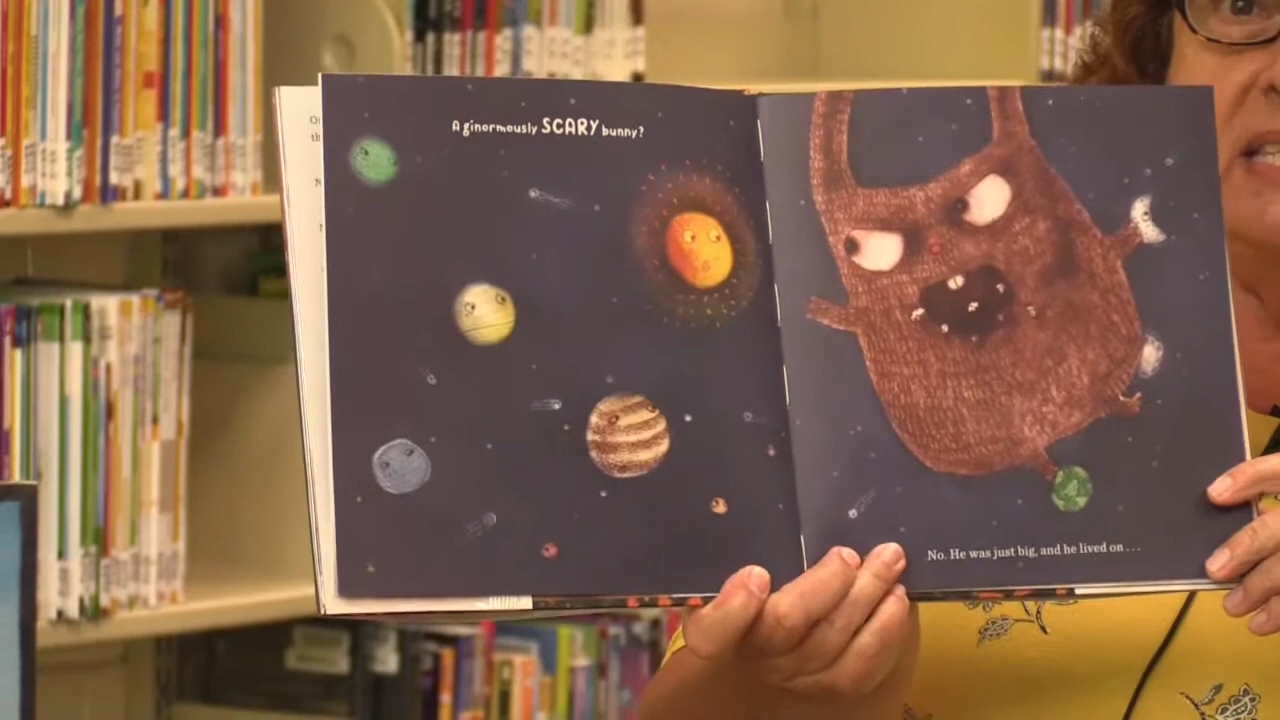 A ginormously SCARY bunny?
No. He was just big, and he lived on . . .